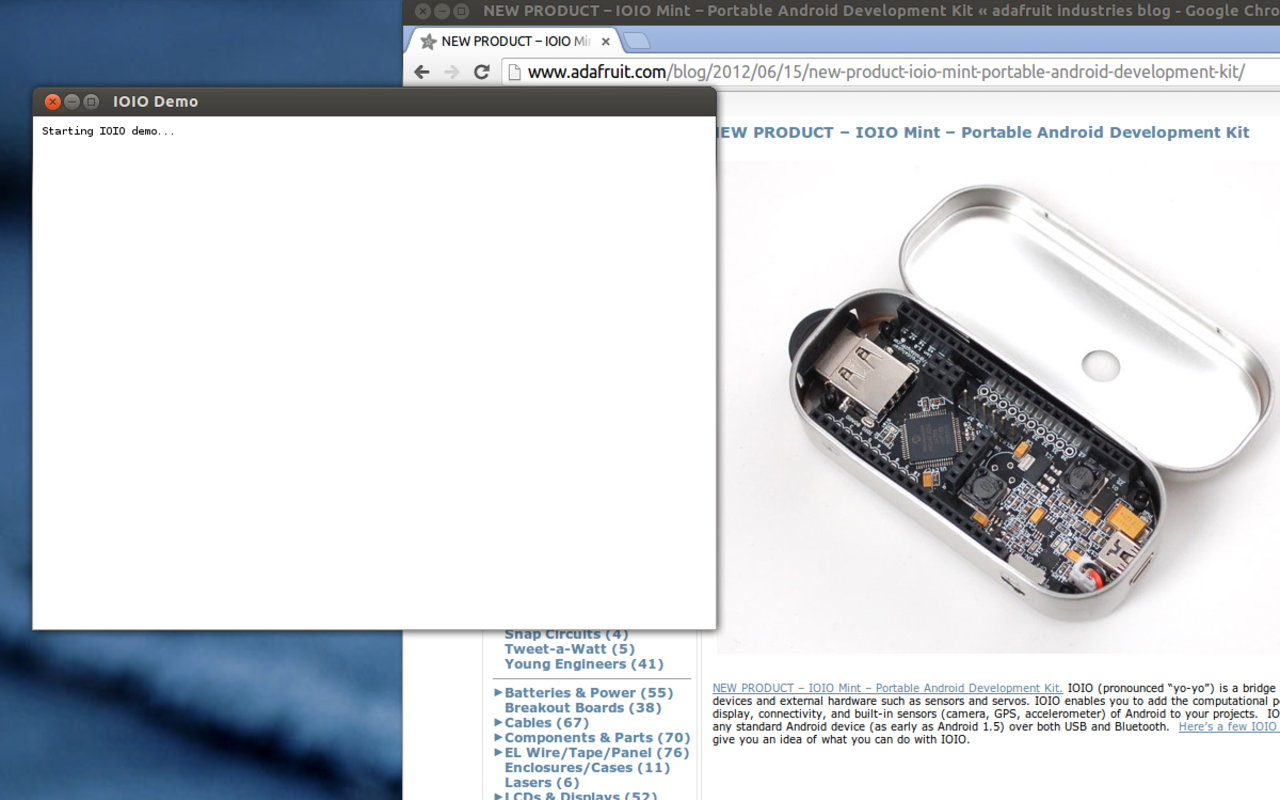 NEW PRODUCT – IOIO Mint – Portable Android Development Kit « adafruit industries blog - Google Chro
NEW PRODUCT – IOIO Mi
www.adafruit.com/blog/2012/06/15/new-product-ioio-mint-portable-android-development-kit/
IOIO Demo
Starting IOIO demo...
NEW PRODUCT – IOIO Mint – Portable Android Development Kit
Snap Circuits (4)
Tweet-a-Watt (5)
Young Engineers (41)
Batteries & Power (55)
Breakout Boards (38)
Cables (67)
Components & Parts (70)
EL Wire/Tape/Panel (76)
Enclosures/Cases (11)
Lasers (6)
LCDs & Displays (52)
NEW PRODUCT – IOIO Mint – Portable Android Development Kit. IOIO (pronounced “yo-yo”) is a bridge
devices and external hardware such as sensors and servos. IOIO enables you to add the computational p
display, connectivity, and built-in sensors (camera, GPS, accelerometer) of Android to your projects. IO
any standard Android device (as early as Android 1.5) over both USB and Bluetooth. Here’s a few IOIO
give you an idea of what you can do with IOIO.